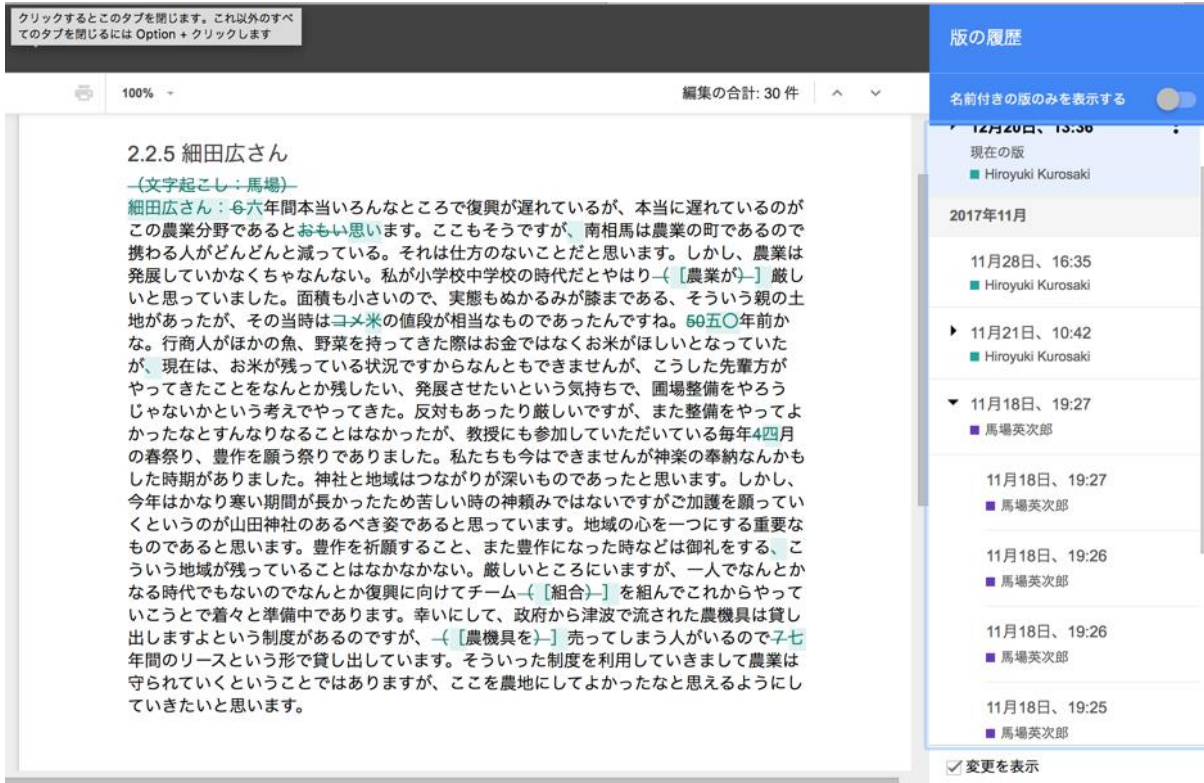 クリックするとこのタブを閉じます。これ以外のすべ
てのタブを閉じるには Option + クリックします
100%
編集の合計: 30 件
2.2.5 細田広さん
（文字起こし：馬場）
細田広さん：6六年間本当いろんなところで復興が遅れているが、本当に遅れているのが
この農業分野であるとおもい思います。ここもそうですが、南相馬は農業の町であるので
携わる人がどんどんと減っている。それは仕方のないことだと思います。しかし、農業は
発展していかなくちゃなんない。私が小学校中学校の時代だとやはり（［農業が）］厳し
いと思っていました。面積も小さいので、実態もぬかるみが膝まである、そういう親の土
地があったが、その当時はコメ米の値段が相当なものであったんですね。50五〇年前か
な。行商人がほかの魚、野菜を持ってきた際はお金ではなくお米がほしいとなっていた
が、現在は、お米が残っている状況ですからなんともできませんが、こうした先輩方が
やってきたことをなんとか残したい、発展させたいという気持ちで、圃場整備をやろう
じゃないかという考えでやってきた。反対もあったり厳しいですが、また整備をやってよ
かったなとすんなりなることはなかったが、教授にも参加していただいている毎年4四月
の春祭り、豊作を願う祭りでありました。私たちも今はできませんが神楽の奉納なんかも
した時期がありました。神社と地域はつながりが深いものであったと思います。しかし、
今年はかなり寒い期間が長かったため苦しい時の神頼みではないですがご加護を願ってい
くというのが山田神社のあるべき姿であると思っています。地域の心を一つにする重要な
ものであると思います。豊作を祈願すること、また豊作になった時などは御礼をする、こ
ういう地域が残っていることはなかなかない。厳しいところにいますが、一人でなんとか
なる時代でもないのでなんとか復興に向けてチーム（［組合）］を組んでこれからやって
いこうとで着々と準備中であります。幸いにして、政府から津波で流された農機具は貸し
出しますよという制度があるのですが、（［農機具を）］売ってしまう人がいるので７七
年間のリースという形で貸し出しています。そういった制度を利用していきまして農業は
守られていくということではありますが、ここを農地にしてよかったなと思えるようにし
ていきたいと思います。
版の履歴
名前付きの版のみを表示する
12月20日、13:36
現在の版
Hiroyuki Kurosaki
2017年11月
11月28日、16:35
Hiroyuki Kurosaki
11月21日、10:42
Hiroyuki Kurosaki
11月18日、19:27
馬場英次郎
11月18日、19:27
馬場英次郎
11月18日、19:26
馬場英次郎
11月18日、19:26
馬場英次郎
11月18日、19:25
馬場英次郎
変更を表示